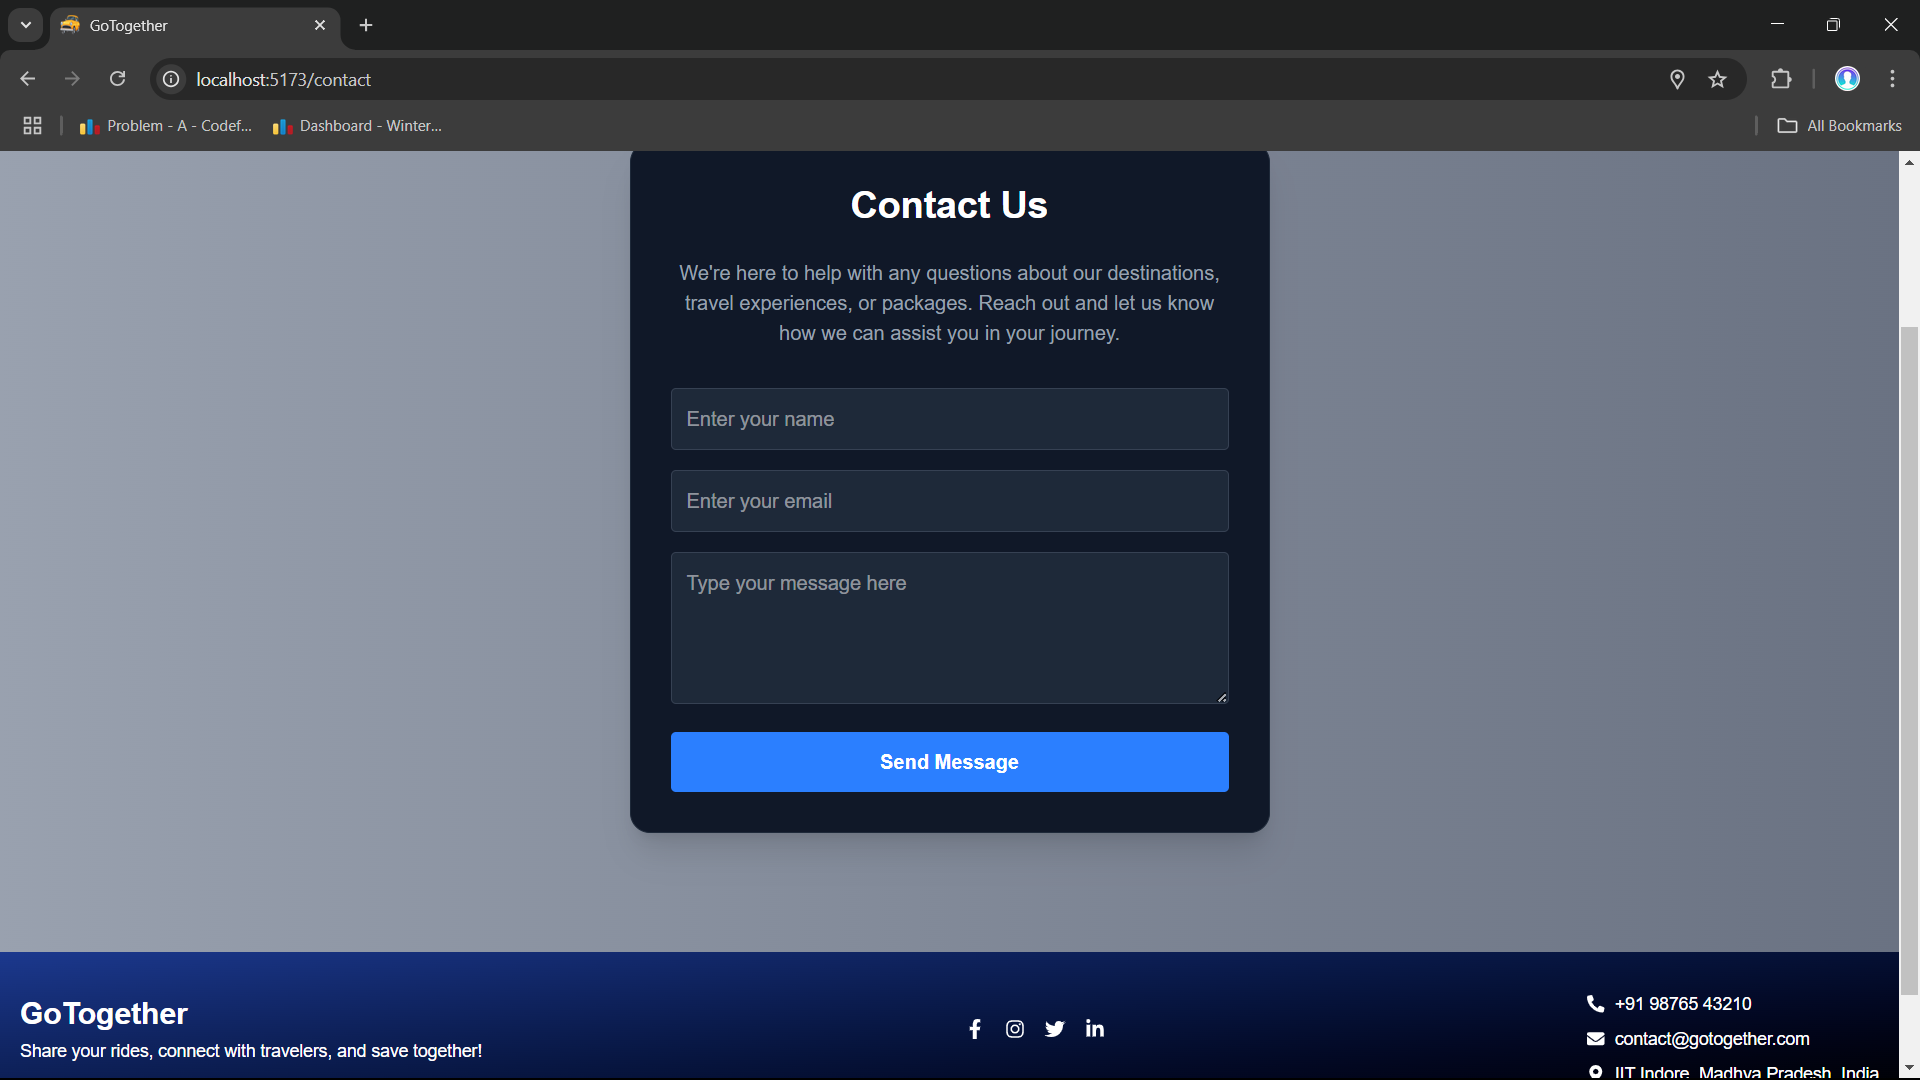 GoTogether
localhost:5173/contact
Problem - A - Codef...
Dashboard - Winter...
All Bookmarks
Contact Us
We're here to help with any questions about our destinations,
travel experiences, or packages. Reach out and let us know
how we can assist you in your journey.
Enter your name
Enter your email
Type your message here
Send Message
GoTogether
Share your rides, connect with travelers, and save together!
+91 98765 43210
contact@gotogether.com
IIT Indore, Madhya Pradesh, India